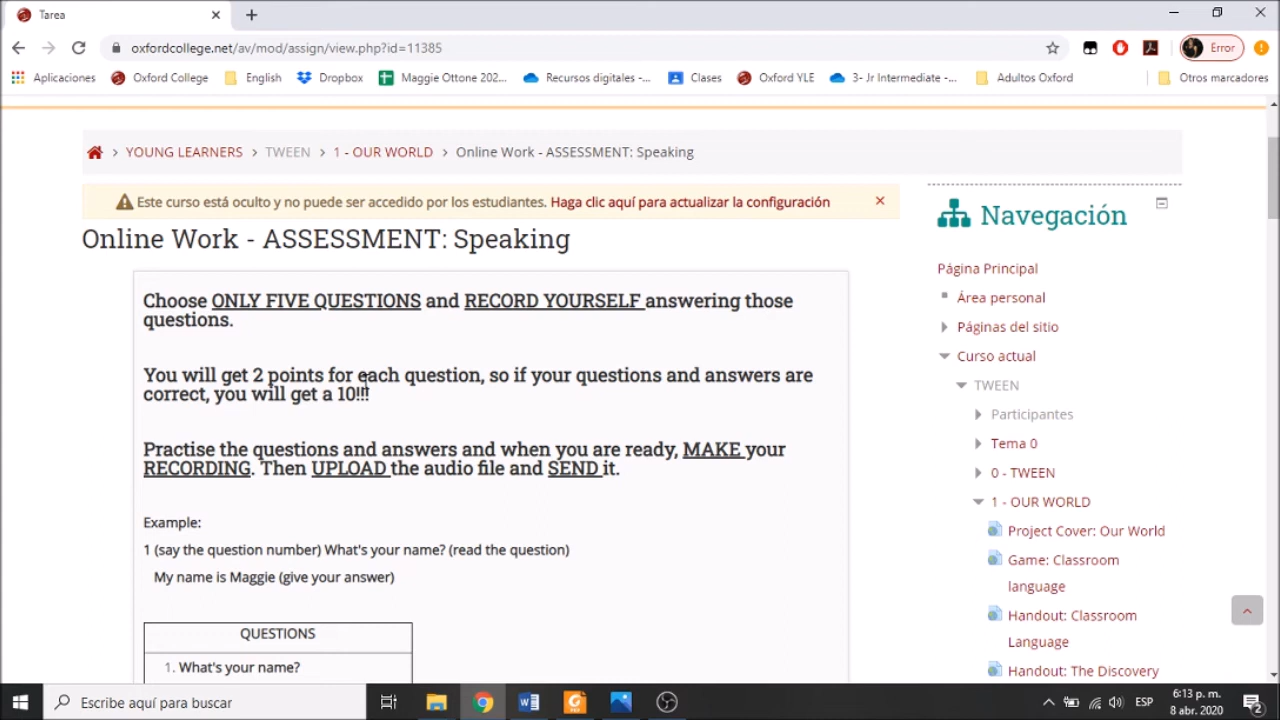 Tarea
oxfordcollege.net/av/mod/assign/view.php?id=11385
Error
Aplicaciones
Oxford College
English
Dropbox
Maggie Ottone 202...
Recursos digitales -...
Clases
Oxford YLE
3- Jr Intermediate -...
Adultos Oxford
Otros marcadores
YOUNG LEARNERS > TWEEN > 1 - OUR WORLD > Online Work - ASSESSMENT: Speaking
Este curso está oculto y no puede ser accedido por los estudiantes. Haga clic aquí para actualizar la configuración
Online Work - ASSESSMENT: Speaking
Choose ONLY FIVE QUESTIONS and RECORD YOURSELF answering those
questions.
You will get 2 points for each question, so if your questions and answers are
correct, you will get a 10!!!
Practise the questions and answers and when you are ready, MAKE your
RECORDING. Then UPLOAD the audio file and SEND it.
Example:
1 (say the question number) What's your name? (read the question)
My name is Maggie (give your answer)
QUESTIONS
1. What's your name?
Navegación
Página Principal
Área personal
Páginas del sitio
Curso actual
TWEEN
Participantes
Tema 0
0 - TWEEN
1 - OUR WORLD
Project Cover: Our World
Game: Classroom
language
Handout: Classroom
Language
Handout: The Discovery
Escribe aquí para buscar
ESP
6:13 p. m.
8 abr. 2020
2